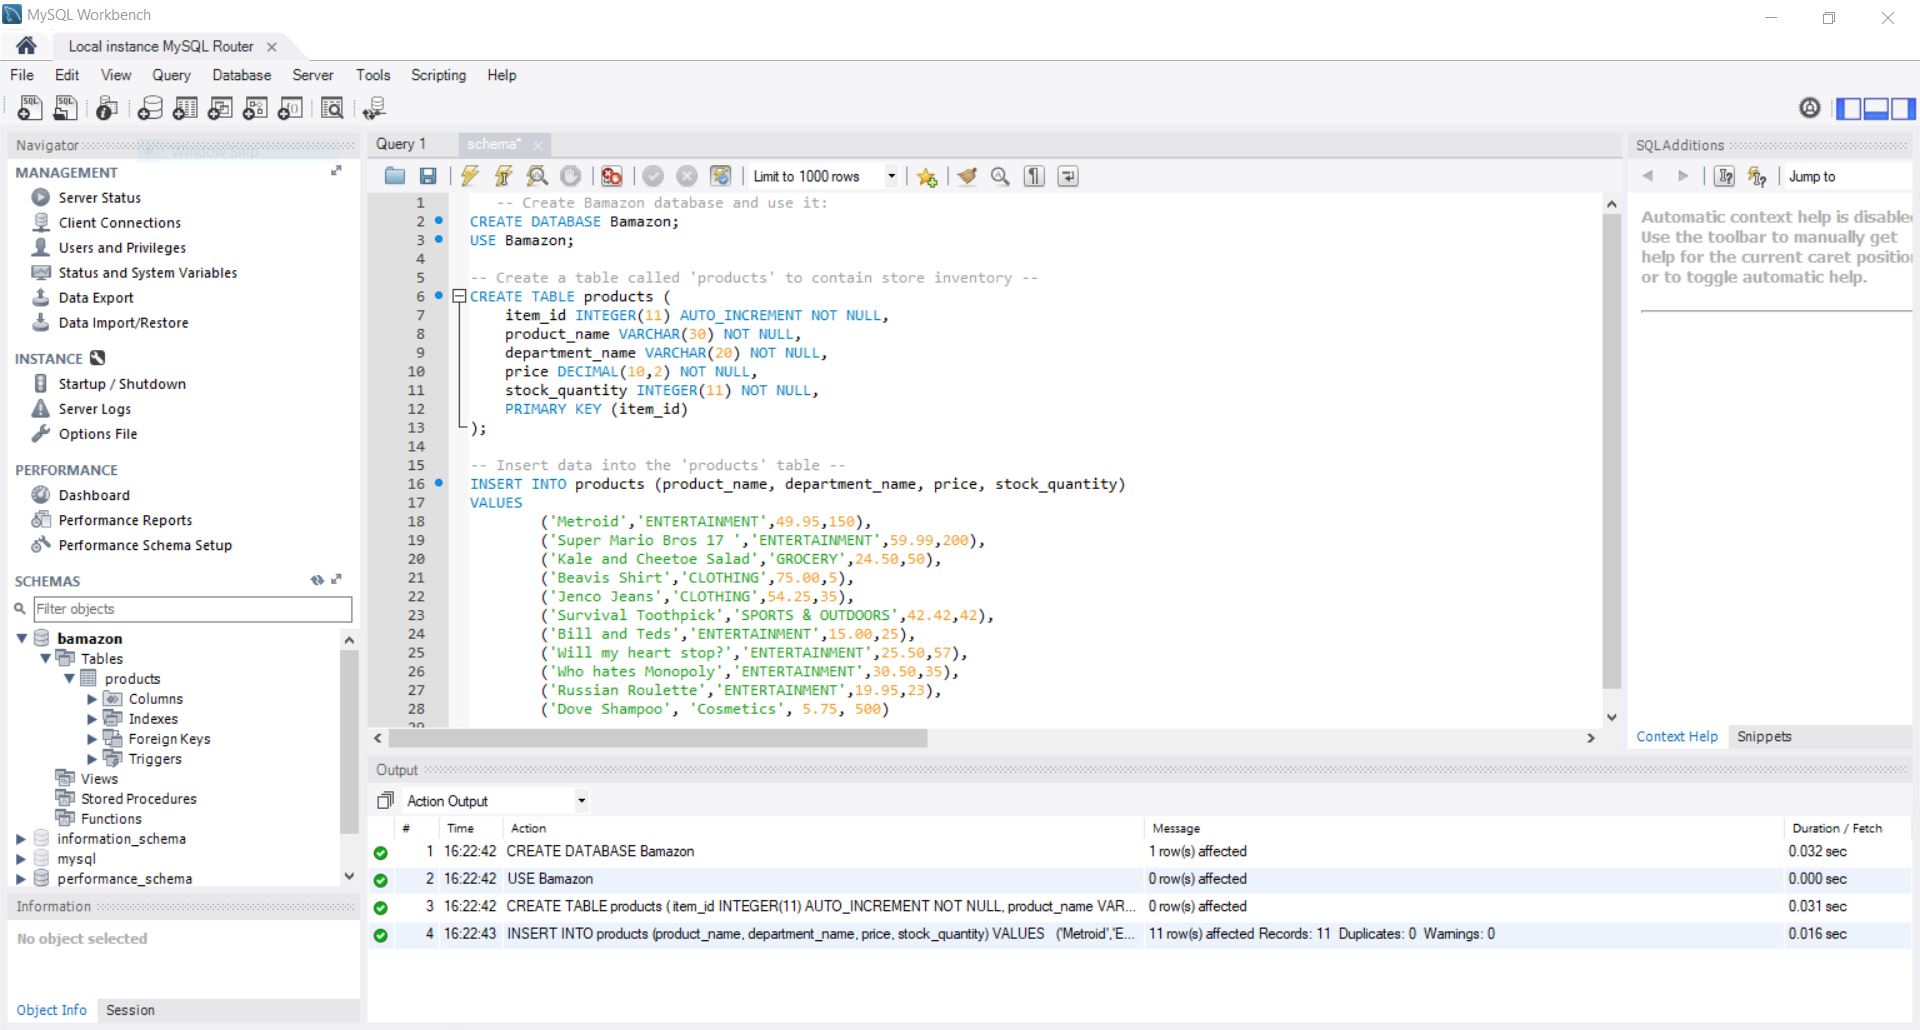 MySQL Workbench
Local instance MySQL Router
File Edit View Query Database Server Tools Scripting Help
Navigator
Window Snip
MANAGEMENT
Server Status
Client Connections
Users and Privileges
Status and System Variables
Data Export
Data Import/Restore
INSTANCE
Startup / Shutdown
Server Logs
Options File
PERFORMANCE
Dashboard
Performance Reports
Performance Schema Setup
SCHEMAS
Filter objects
bamazon
Tables
products
Columns
Indexes
Foreign Keys
Triggers
Views
Stored Procedures
Functions
information_schema
mysql
performance_schema
Information
No object selected
Object Info Session
Query 1 schema*
Limit to 1000 rows
1 -- Create Bamazon database and use it:
2 CREATE DATABASE Bamazon;
3 USE Bamazon;
4
5 -- Create a table called 'products' to contain store inventory --
6 CREATE TABLE products (
7 item_id INTEGER(11) AUTO_INCREMENT NOT NULL,
8 product_name VARCHAR(30) NOT NULL,
9 department_name VARCHAR(20) NOT NULL,
10 price DECIMAL(10,2) NOT NULL,
11 stock_quantity INTEGER(11) NOT NULL,
12 PRIMARY KEY (item_id)
13 );
14
15 -- Insert data into the 'products' table --
16 INSERT INTO products (product_name, department_name, price, stock_quantity)
17 VALUES
18 ('Metroid','ENTERTAINMENT',49.95,150),
19 ('Super Mario Bros 17 ','ENTERTAINMENT',59.99,200),
20 ('Kale and Cheetoe Salad','GROCERY',24.50,50),
21 ('Beavis Shirt','CLOTHING',75.00,5),
22 ('Jenco Jeans','CLOTHING',54.25,35),
23 ('Survival Toothpick','SPORTS & OUTDOORS',42.42,42),
24 ('Bill and Teds','ENTERTAINMENT',15.00,25),
25 ('Will my heart stop?','ENTERTAINMENT',25.50,57),
26 ('Who hates Monopoly','ENTERTAINMENT',30.50,35),
27 ('Russian Roulette','ENTERTAINMENT',19.95,23),
28 ('Dove Shampoo', 'Cosmetics', 5.75, 500)
29
SQLAdditions
Jump to
Automatic context help is disable
Use the toolbar to manually get
help for the current caret positio
or to toggle automatic help.
Context Help Snippets
Output
Action Output
# Time Action Message Duration / Fetch
1 16:22:42 CREATE DATABASE Bamazon 1 row(s) affected 0.032 sec
2 16:22:42 USE Bamazon 0 row(s) affected 0.000 sec
3 16:22:42 CREATE TABLE products ( item_id INTEGER(11) AUTO_INCREMENT NOT NULL, product_name VAR... 0 row(s) affected 0.031 sec
4 16:22:43 INSERT INTO products (product_name, department_name, price, stock_quantity) VALUES ('Metroid','E... 11 row(s) affected Records: 11 Duplicates: 0 Warnings: 0 0.016 sec